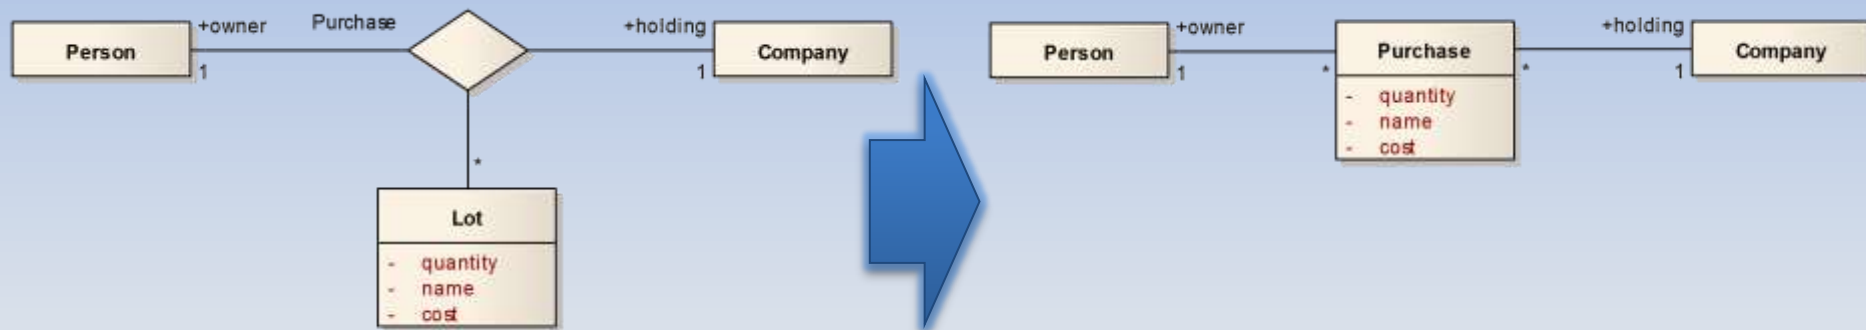 Person
+owner
1
Purchase
+holding
1
Company
*
Lot
- quantity
- name
- cost
Person
+owner
1
*
Purchase
- quantity
- name
- cost
*
+holding
1
Company